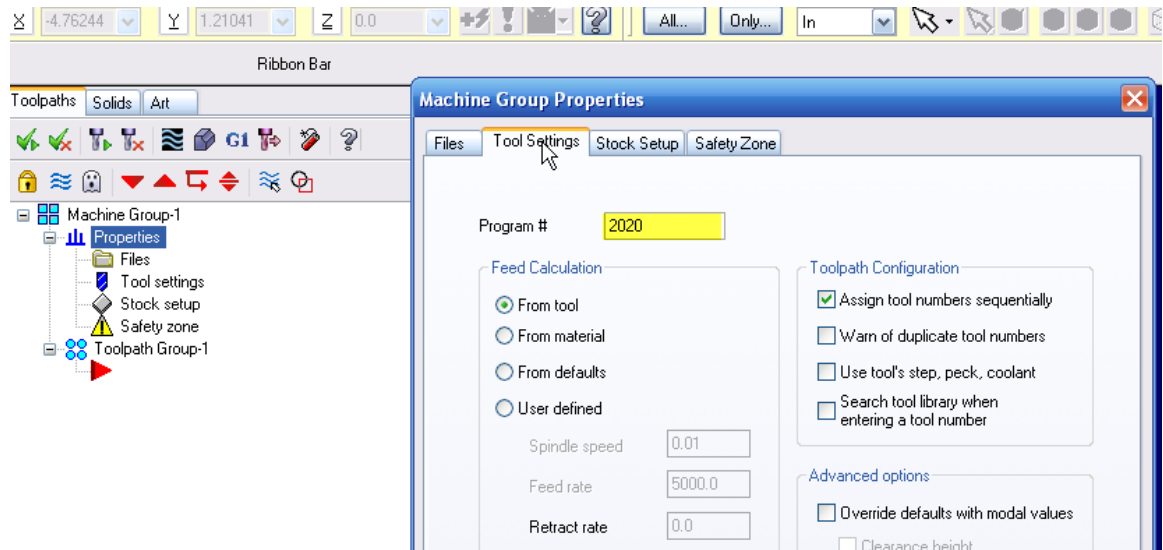 X -4.76244 Y 1.21041 Z 0.0 All... Only... In
Ribbon Bar
Toolpaths Solids Art
G1
Machine Group-1
Properties
Files
Tool settings
Stock setup
Safety zone
Toolpath Group-1
Machine Group Properties
Files Tool Settings Stock Setup Safety Zone
Program # 2020
Feed Calculation
From tool
From material
From defaults
User defined
Spindle speed 0.01
Feed rate 5000.0
Retract rate 0.0
Toolpath Configuration
Assign tool numbers sequentially
Warn of duplicate tool numbers
Use tool's step, peck, coolant
Search tool library when
entering a tool number
Advanced options
Override defaults with modal values
Clearance height